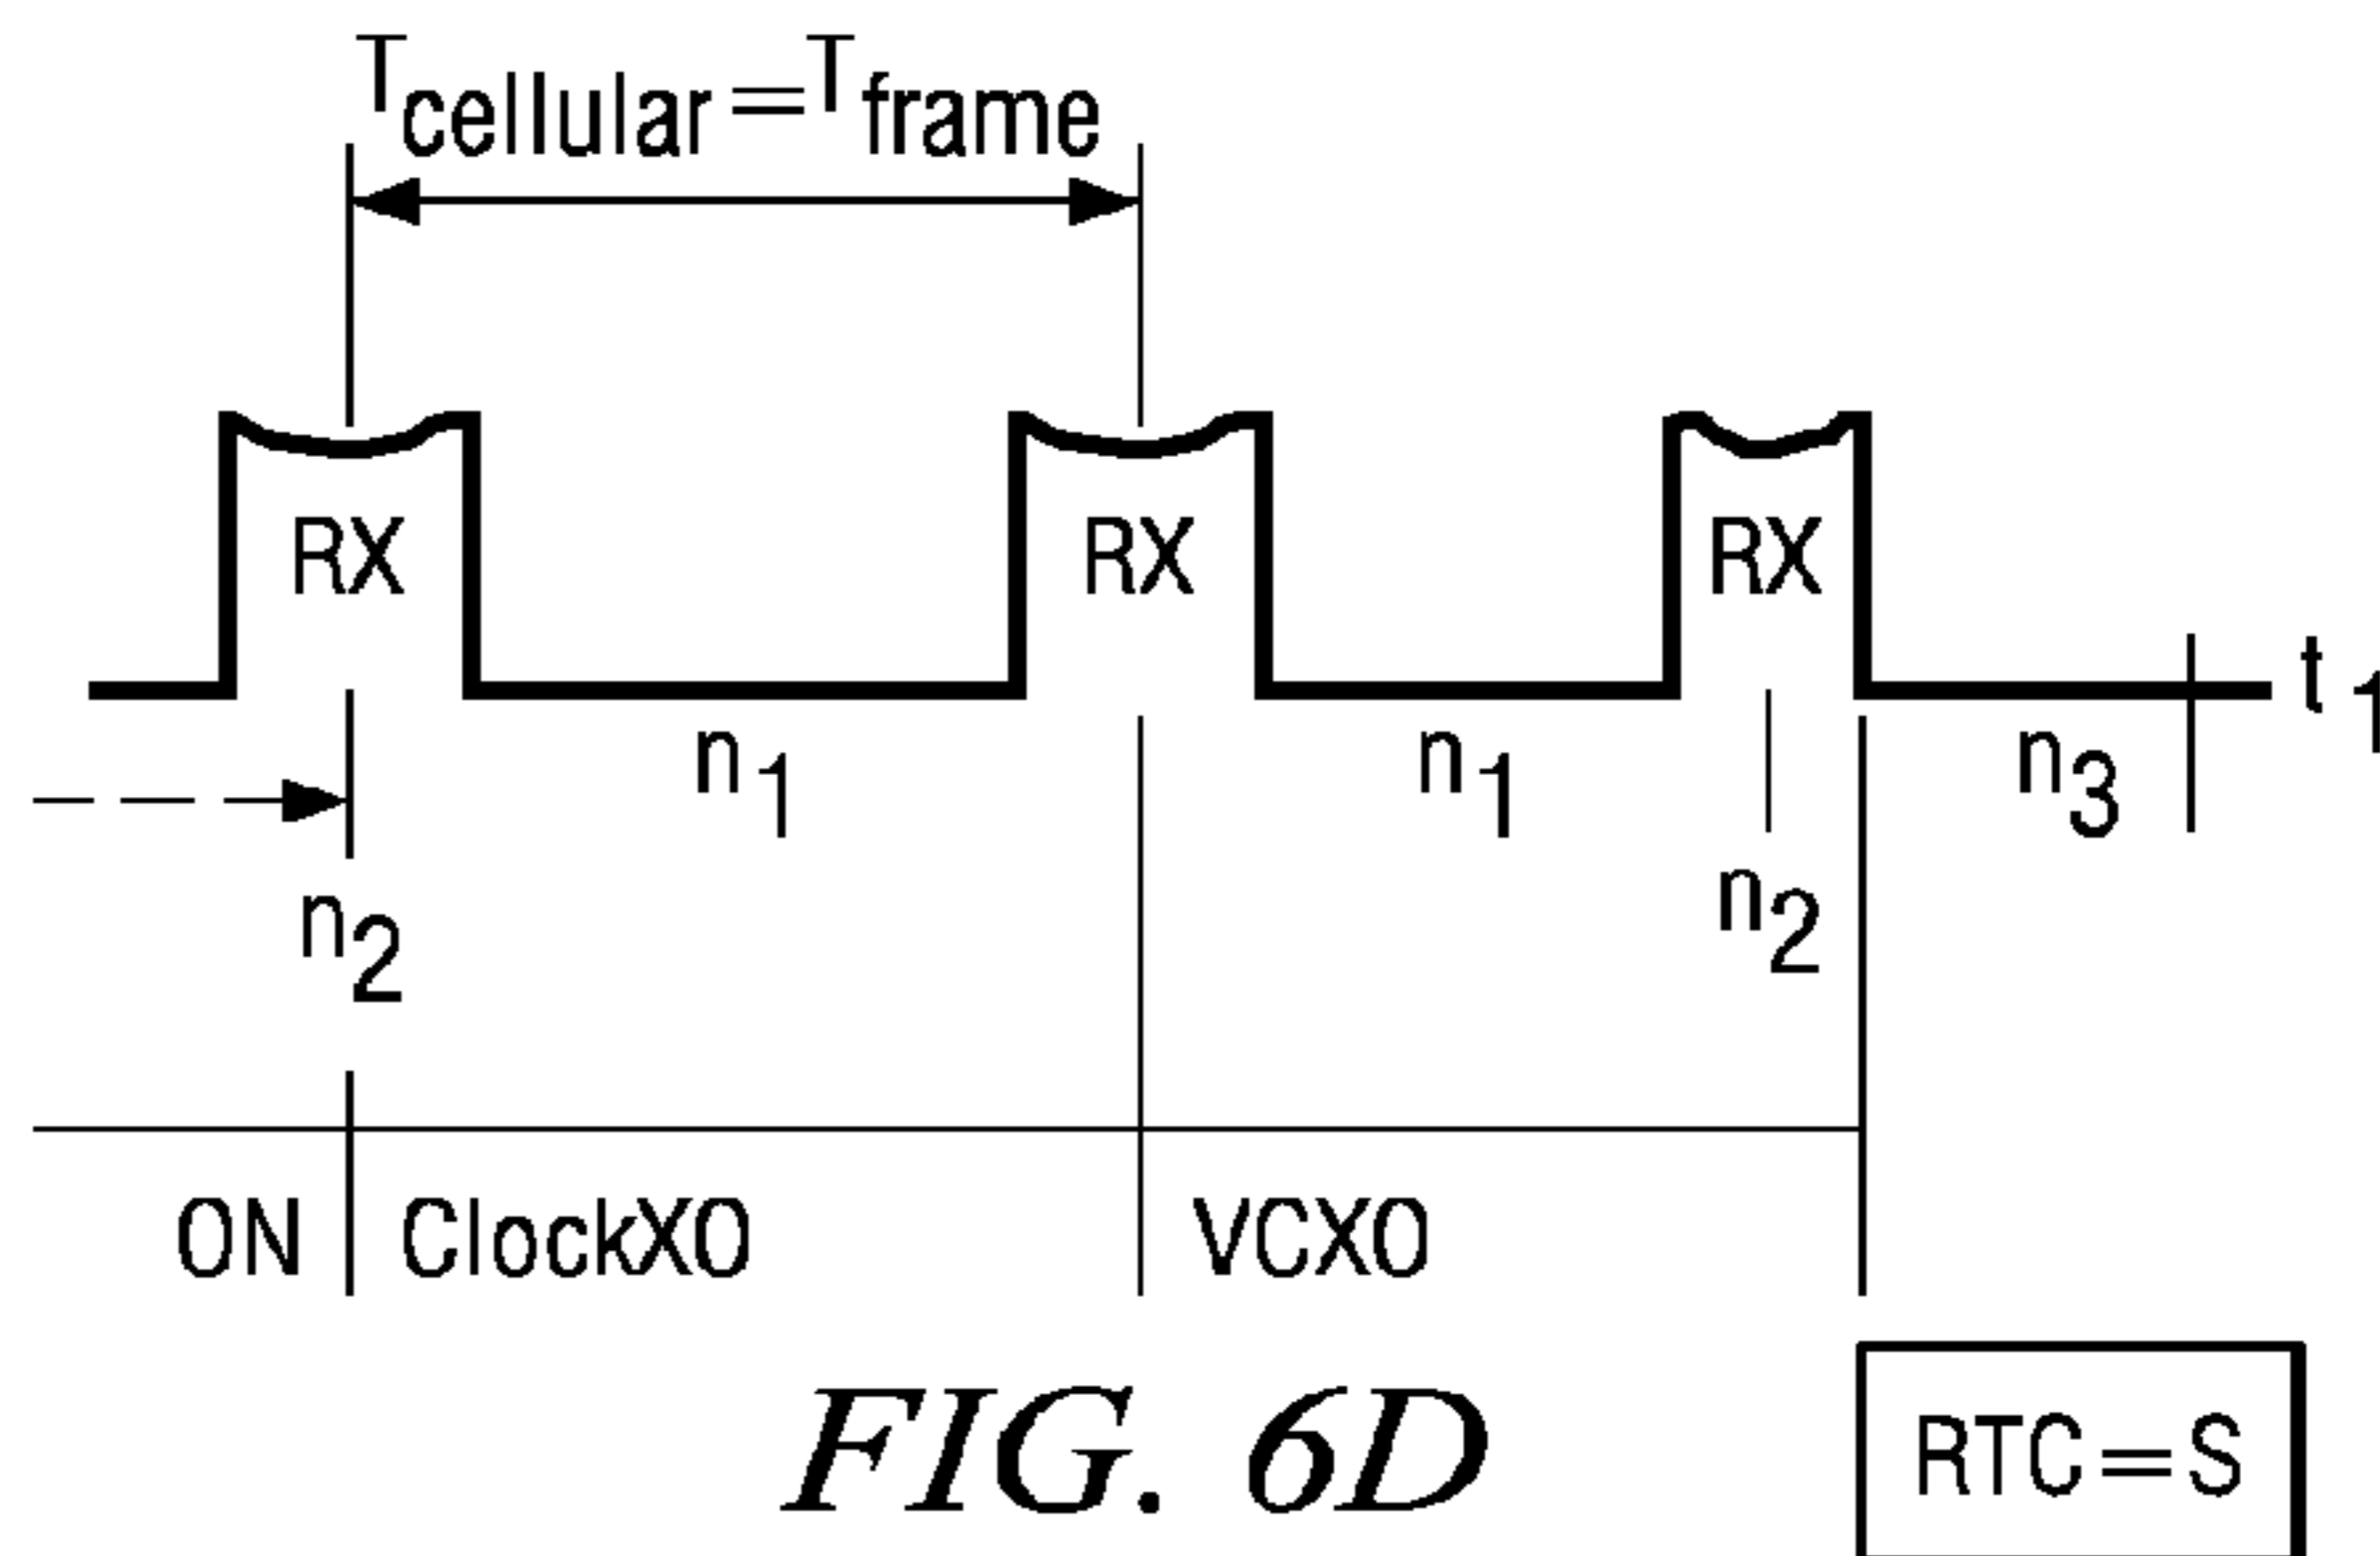 Tcellular=Tframe
RX RX RX
t1
n1 n1 n3
n2 n2
ON ClockXO VCXO
FIG. 6D
RTC=S